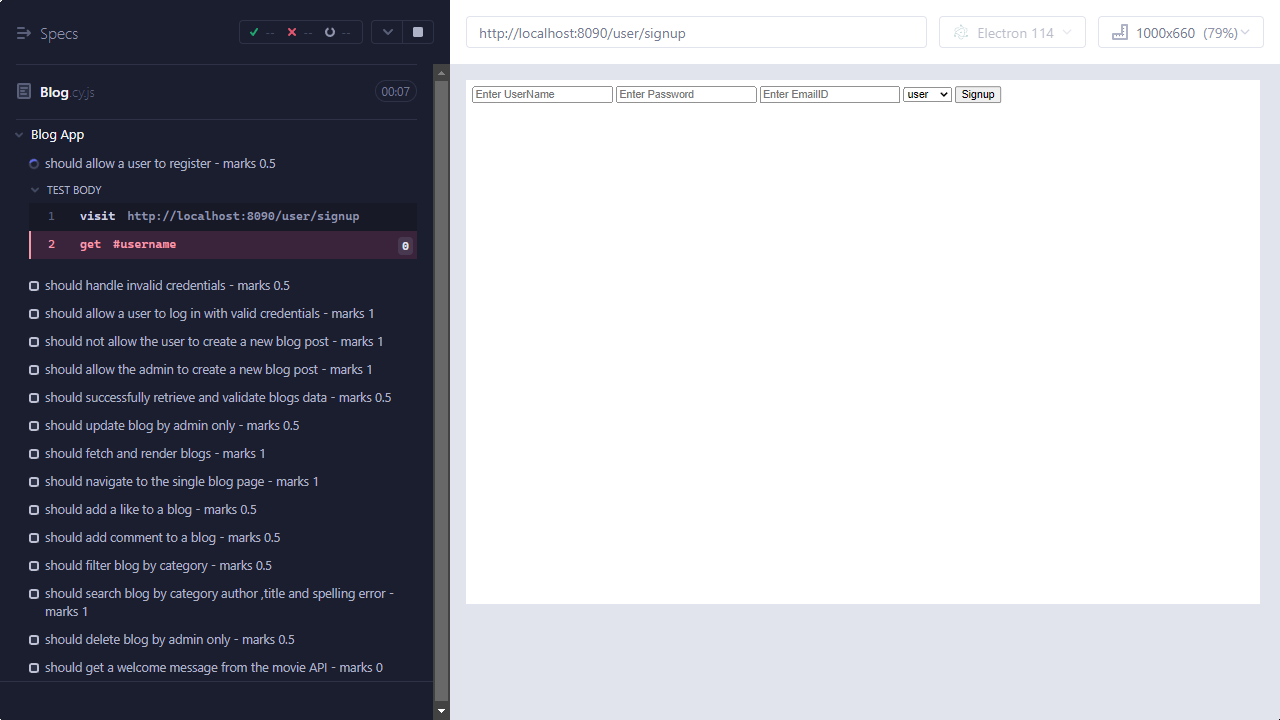 Specs
--
--
--
Blog.cy.js
00:07
Blog App
should allow a user to register - marks 0.5
TEST BODY
1 visit http://localhost:8090/user/signup
2 get #username 0
should handle invalid credentials - marks 0.5
should allow a user to log in with valid credentials - marks 1
should not allow the user to create a new blog post - marks 1
should allow the admin to create a new blog post - marks 1
should successfully retrieve and validate blogs data - marks 0.5
should update blog by admin only - marks 0.5
should fetch and render blogs - marks 1
should navigate to the single blog page - marks 1
should add a like to a blog - marks 0.5
should add comment to a blog - marks 0.5
should filter blog by category - marks 0.5
should search blog by category author ,title and spelling error -
marks 1
should delete blog by admin only - marks 0.5
should get a welcome message from the movie API - marks 0
http://localhost:8090/user/signup
Electron 114
1000x660 (79%)
Enter UserName
Enter Password
Enter EmailID
user
Signup